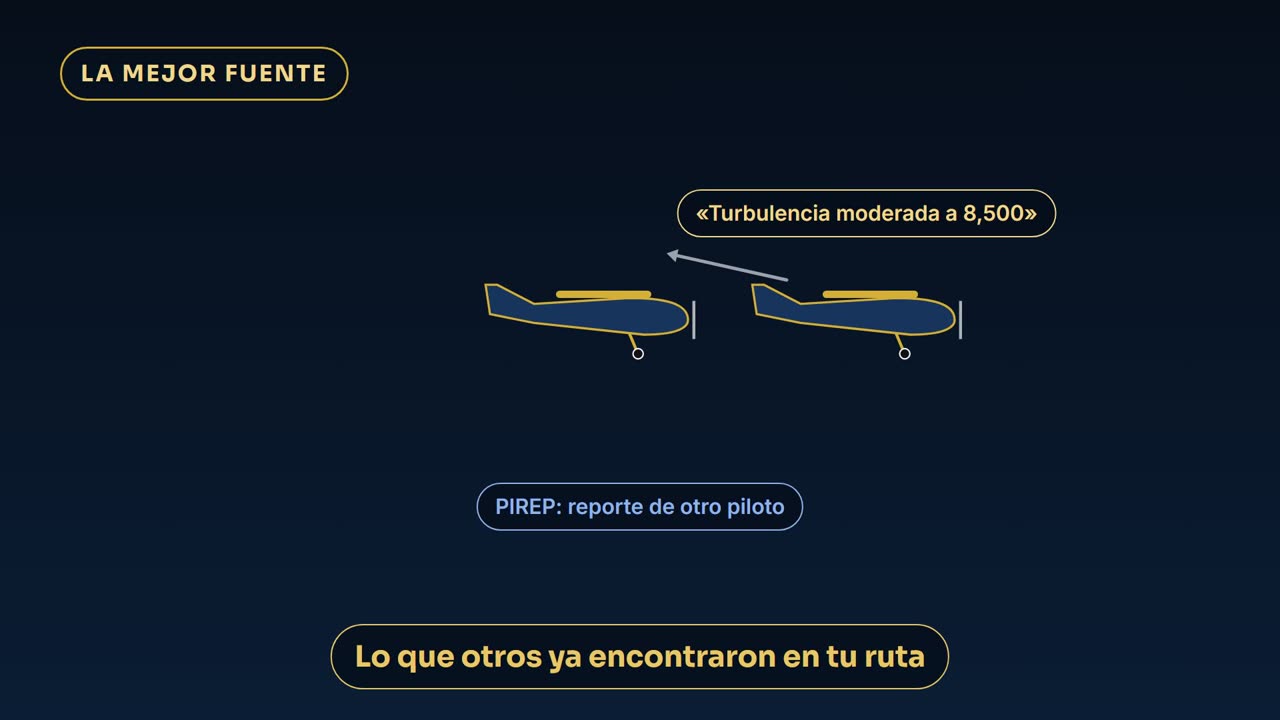 LA MEJOR FUENTE
«Turbulencia moderada a 8,500»
PIREP: reporte de otro piloto
Lo que otros ya encontraron en tu ruta